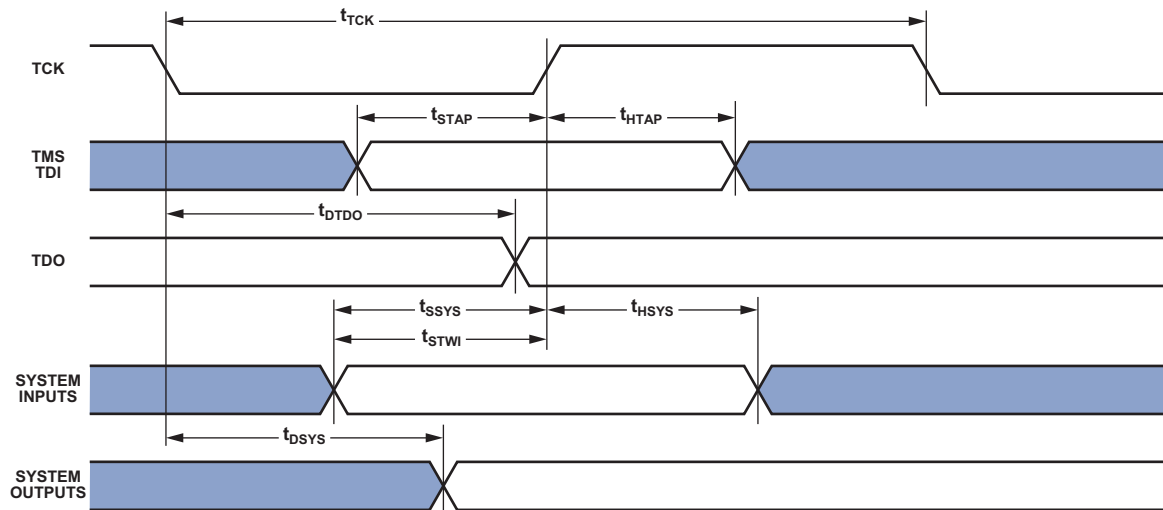 tTCK
TCK
tSTAP
tHTAP
TMS
TDI
tDTDO
TDO
tSSYS
tHSYS
tSTWI
SYSTEM
INPUTS
tDSYS
SYSTEM
OUTPUTS